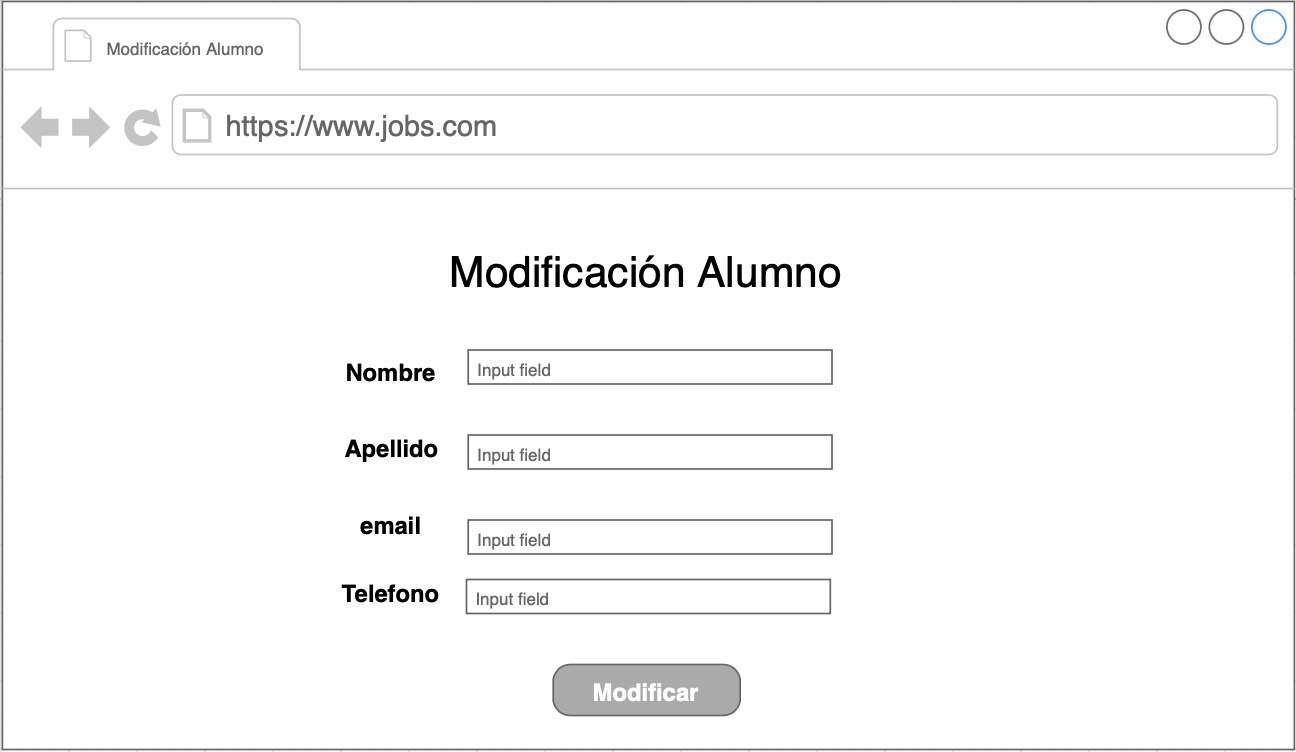 Modificación Alumno
https://www.jobs.com
Modificación Alumno
Nombre
Input field
Apellido
Input field
email
Input field
Telefono
Input field
Modificar